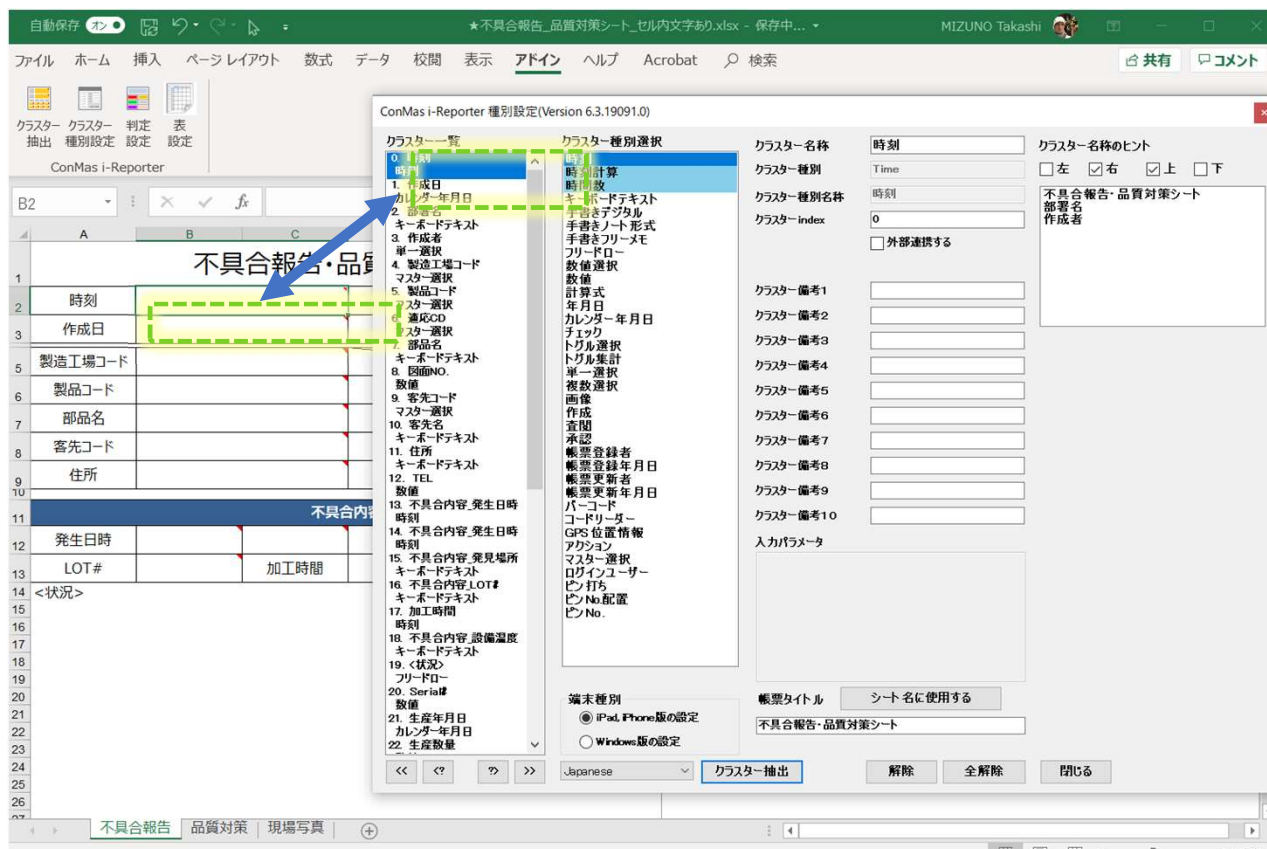 自動保存 オン
★不具合報告_品質対策シート_セル内文字あり.xlsx - 保存中...
MIZUNO Takashi
ファイル ホーム 挿入 ページ レイアウト 数式 データ 校閲 表示 アドイン ヘルプ Acrobat 検索
共有 コメント
クラスター 抽出
クラスター 種別設定
判定 設定
表 設定
ConMas i-Reporter
B2
fx
A B C
1 不具合報告・品
2 時刻
3 作成日
5 製造工場コード
6 製品コード
7 部品名
8 客先コード
9 住所
10
11 不具合内
12 発生日時
13 LOT# 加工時間
14 <状況>
15
16
17
18
19
20
21
22
23
24
25
26
27
不具合報告 品質対策 現場写真
ConMas i-Reporter 種別設定(Version 6.3.19091.0)
クラスター一覧
0. 時刻
時刻
1. 作成日
カレンダー年月日
2. 部署名
キーボードテキスト
3. 作成者
単一選択
4. 製造工場コード
マスター選択
5. 製品コード
マスター選択
6. 適応CD
マスター選択
7. 部品名
キーボードテキスト
8. 図面NO.
数値
9. 客先コード
マスター選択
10. 客先名
キーボードテキスト
11. 住所
キーボードテキスト
12. TEL
数値
13. 不具合内容_発生日時
時刻
14. 不具合内容_発生日時
時刻
15. 不具合内容_発見場所
キーボードテキスト
16. 不具合内容_LOT#
キーボードテキスト
17. 加工時間
時刻
18. 不具合内容_設備温度
キーボードテキスト
19. <状況>
フリードロー
20. Serial#
数値
21. 生産年月日
カレンダー年月日
22. 生産数量
<< <? ?> >>
クラスター種別選択
時刻
時刻計算
時間数
キーボードテキスト
手書きデジタル
手書きノート形式
手書きフリーメモ
フリードロー
数値選択
数値
計算式
年月日
カレンダー年月日
チェック
トグル選択
トグル集計
単一選択
複数選択
画像
作成
査閲
承認
帳票登録者
帳票登録年月日
帳票更新者
帳票更新年月日
バーコード
コードリーダー
GPS位置情報
アクション
マスター選択
ログインユーザー
ピン打ち
ピンNo.配置
ピンNo.
端末種別
iPad, iPhone版の設定
Windows版の設定
Japanese
クラスター抽出
クラスター名称 時刻
クラスター種別 Time
クラスター種別名称 時刻
クラスターindex 0
外部連携する
クラスター備考1
クラスター備考2
クラスター備考3
クラスター備考4
クラスター備考5
クラスター備考6
クラスター備考7
クラスター備考8
クラスター備考9
クラスター備考10
入力パラメータ
帳票タイトル シート名に使用する
不具合報告・品質対策シート
解除 全解除 閉じる
クラスター名称のヒント
左 右 上 下
不具合報告・品質対策シート
部署名
作成者